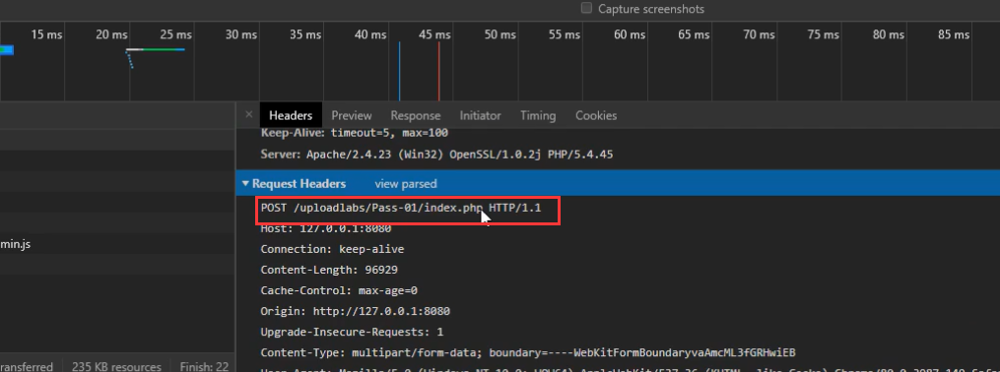 Capture screenshots
15 ms 20 ms 25 ms 30 ms 35 ms 40 ms 45 ms 50 ms 55 ms 60 ms 65 ms 70 ms 75 ms 80 ms 85 ms
× Headers Preview Response Initiator Timing Cookies
Keep-Alive: timeout=5, max=100
Server: Apache/2.4.23 (Win32) OpenSSL/1.0.2j PHP/5.4.45
Request Headers view parsed
POST /uploadlabs/Pass-01/index.php HTTP/1.1
Host: 127.0.0.1:8080
min.js
Connection: keep-alive
Content-Length: 96929
Cache-Control: max-age=0
Origin: http://127.0.0.1:8080
Upgrade-Insecure-Requests: 1
Content-Type: multipart/form-data; boundary=----WebKitFormBoundaryvaAmcML3fGRHwiEB
ransferred 235 KB resources Finish: 22